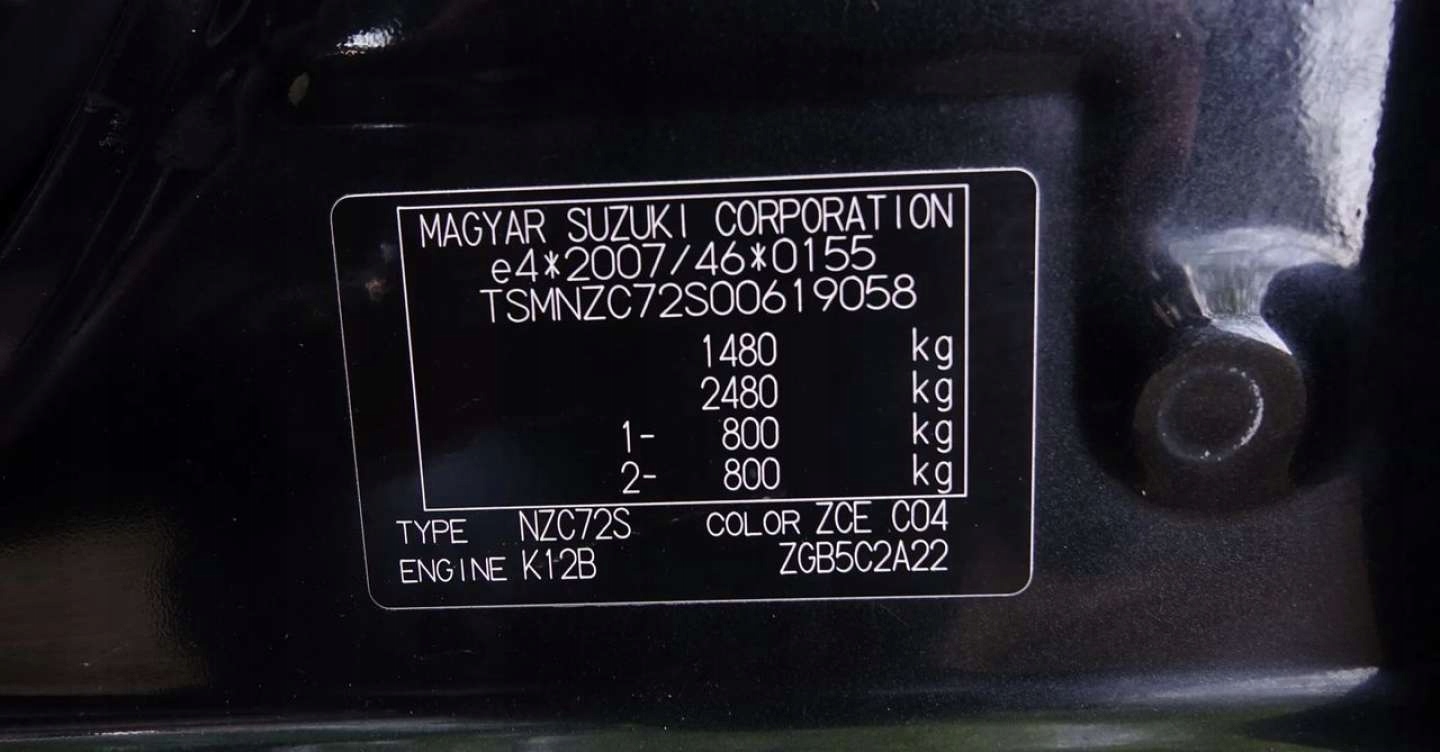 MAGYAR SUZUKI CORPORATION
e4*2007/46*0155
TSMNZC72S00619058
1480 kg
2480 kg
1- 800 kg
2- 800 kg
TYPE NZC72S COLOR ZCE C04
ENGINE K12B ZGB5C2A22